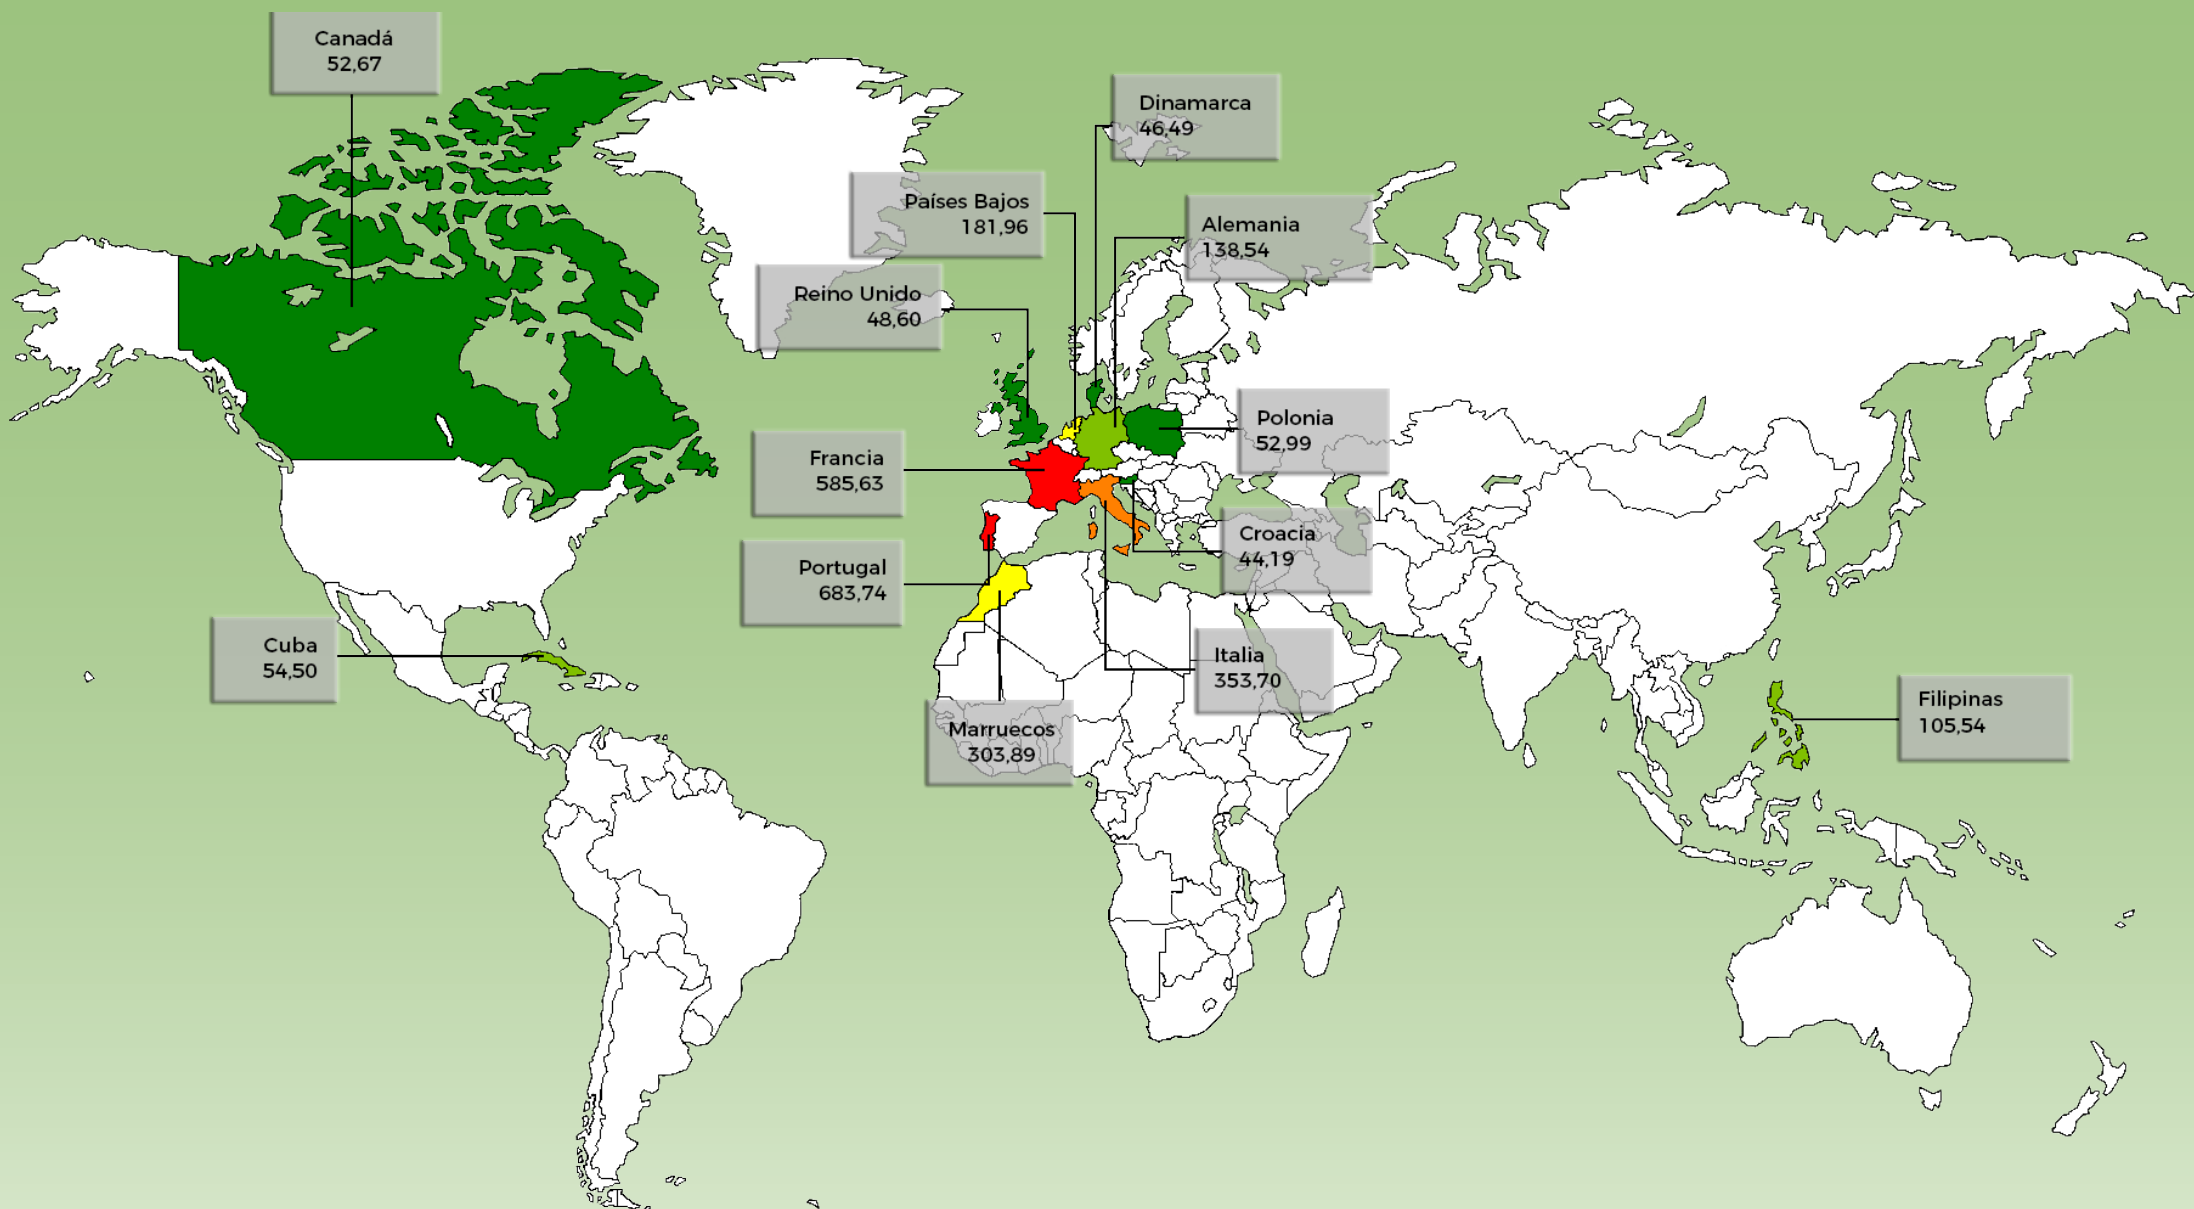 Canadá
52,67
Dinamarca
46,49
Países Bajos
181,96
Alemania
138,54
Reino Unido
48,60
Polonia
52,99
Francia
585,63
Croacia
44,19
Portugal
683,74
Cuba
54,50
Italia
353,70
Filipinas
105,54
Marruecos
303,89